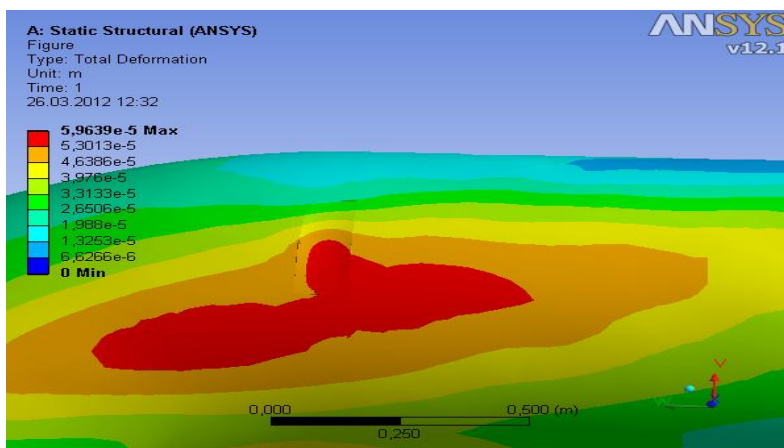 A: Static Structural (ANSYS)
Figure
Type: Total Deformation
Unit: m
Time: 1
26.03.2012 12:32
5,9639e-5 Max
5,3013e-5
4,6386e-5
3,976e-5
3,3133e-5
2,6506e-5
1,988e-5
1,3253e-5
6,6266e-6
0 Min
ANSYS
v12.1
0,000
0,500 (m)
0,250
Y